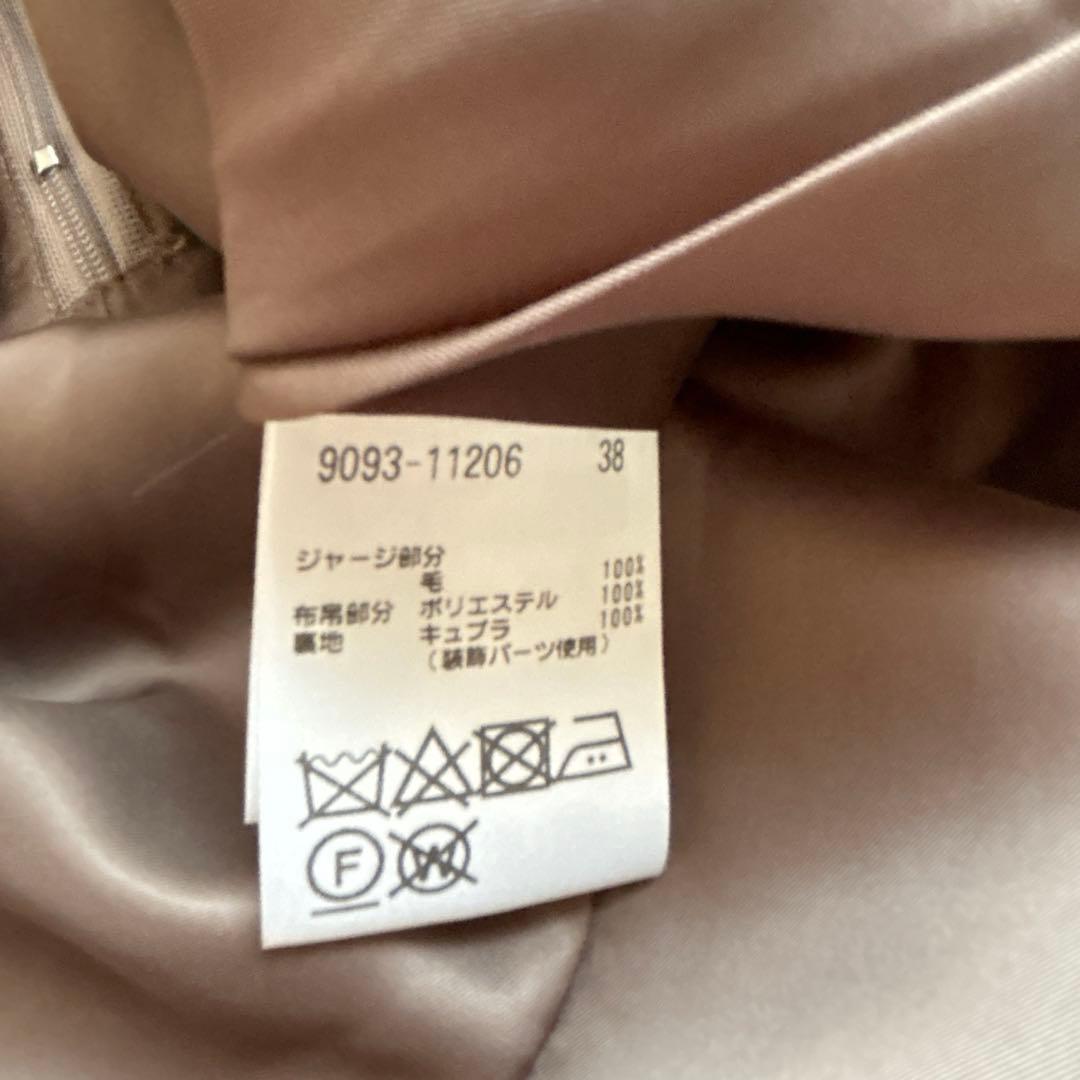 9093-11206 38
ジャージ部分
毛 100%
布帛部分 ポリエステル 100%
裏地 キュプラ 100%
(装飾パーツ使用)
F W